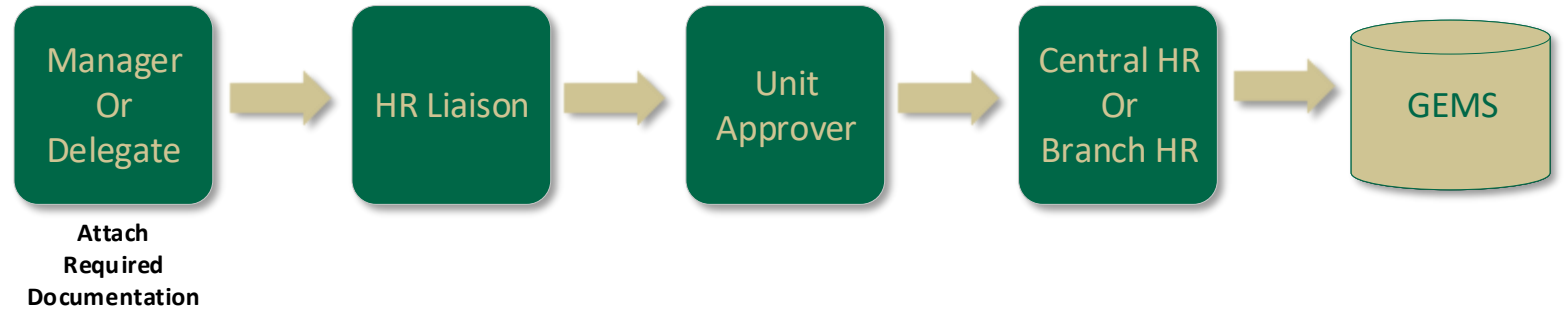 Manager
Or
Delegate
HR Liaison
Unit
Approver
Central HR
Or
Branch HR
GEMS
Attach
Required
Documentation